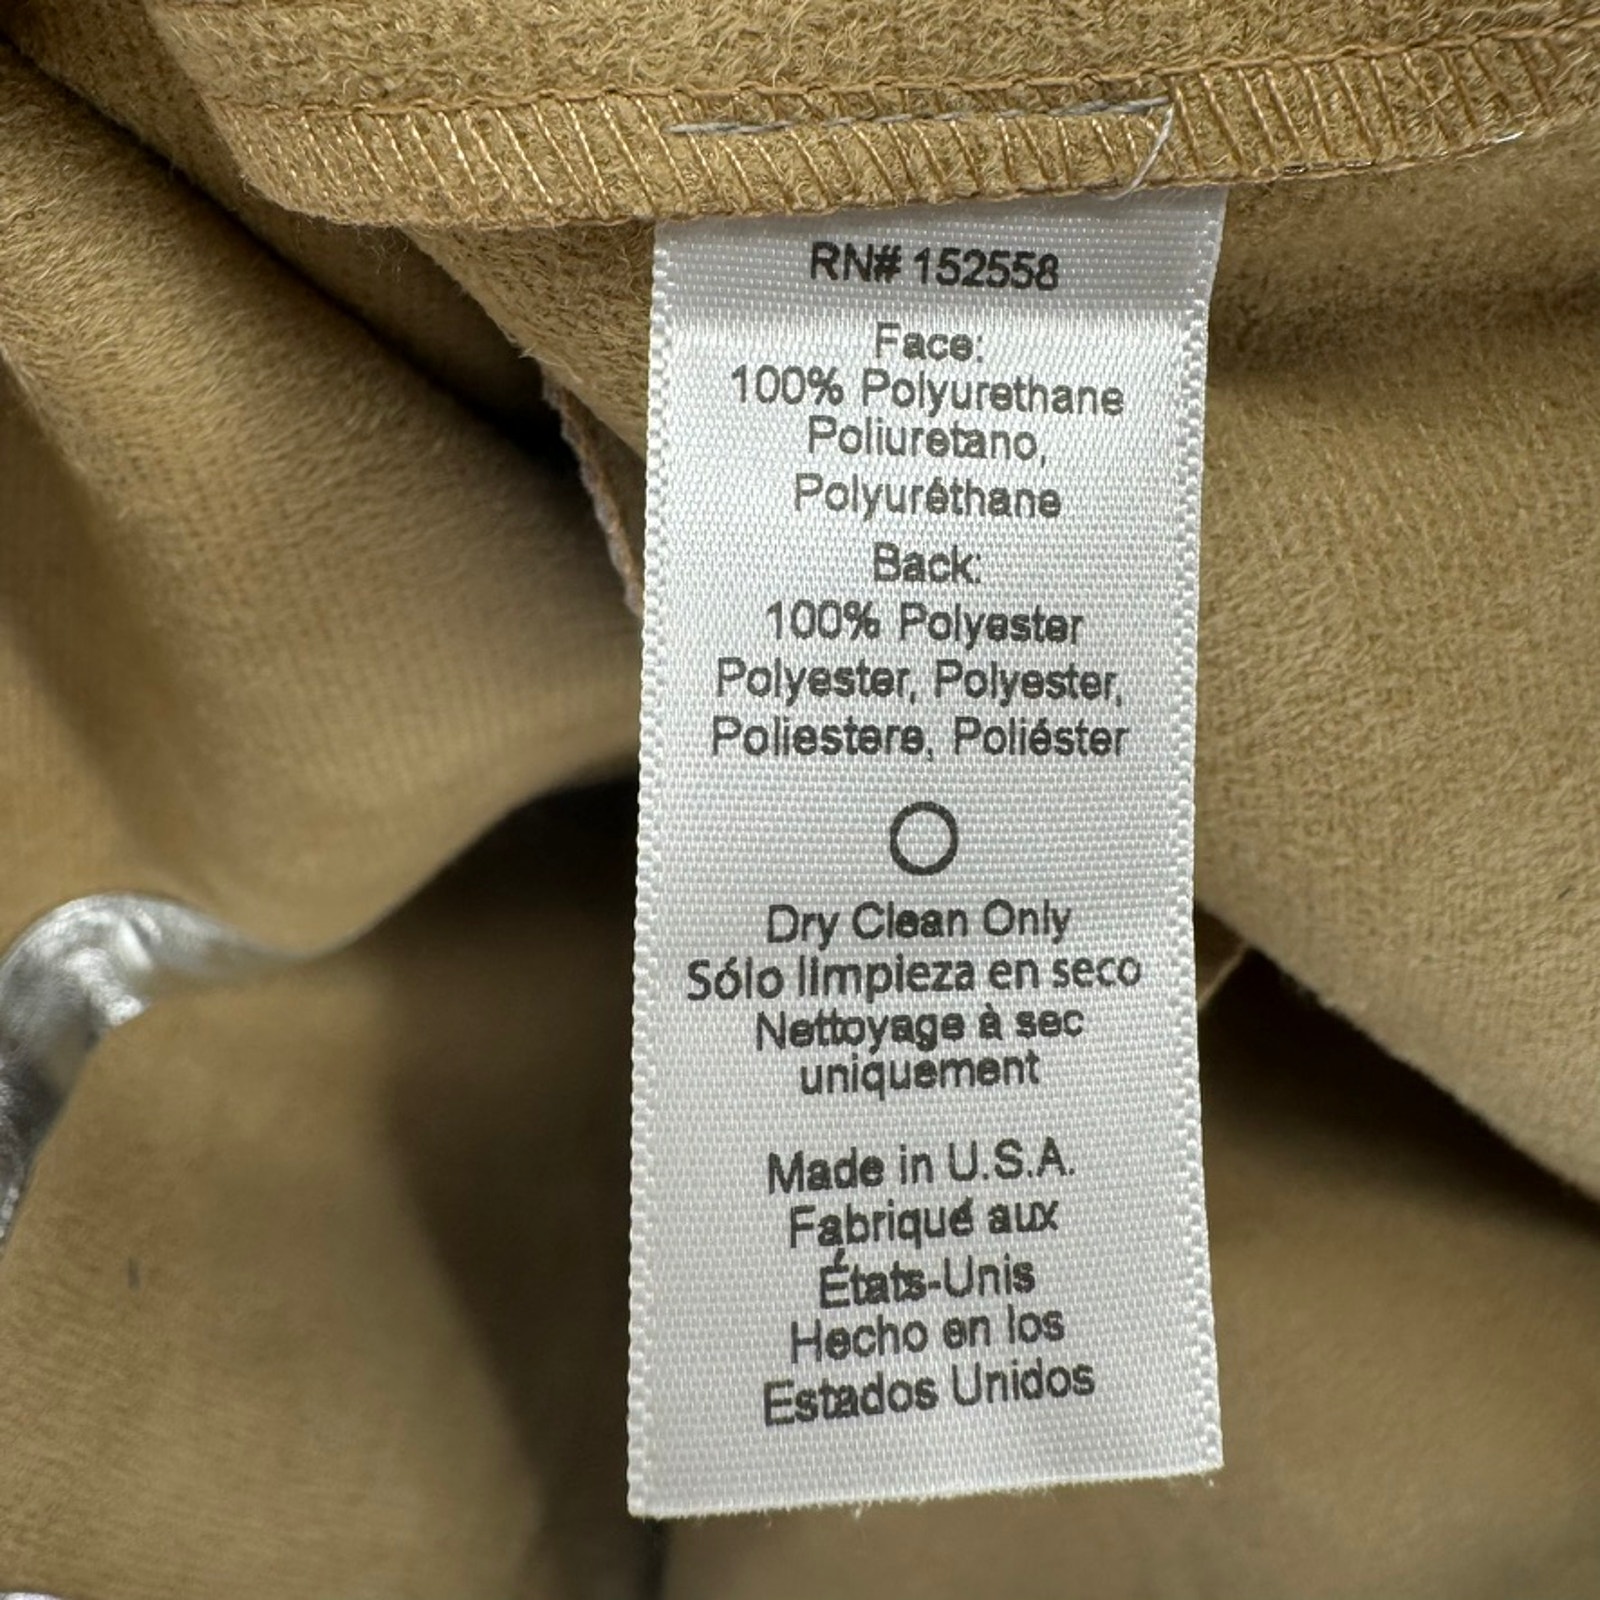 RN# 152558
Face:
100% Polyurethane
Poliuretano,
Polyuréthane
Back:
100% Polyester
Polyester, Polyester,
Poliestere, Poliéster
Dry Clean Only
Sólo limpieza en seco
Nettoyage à sec
uniquement
Made in U.S.A.
Fabriqué aux
États-Unis
Hecho en los
Estados Unidos